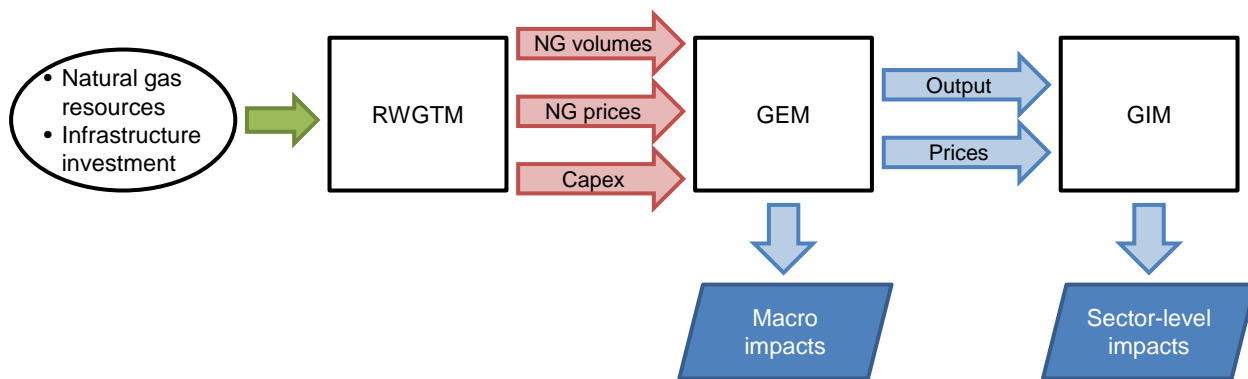 • Natural gas
resources
• Infrastructure
investment
RWGTM
NG volumes
NG prices
Capex
GEM
Output
Prices
GIM
Macro
impacts
Sector-level
impacts